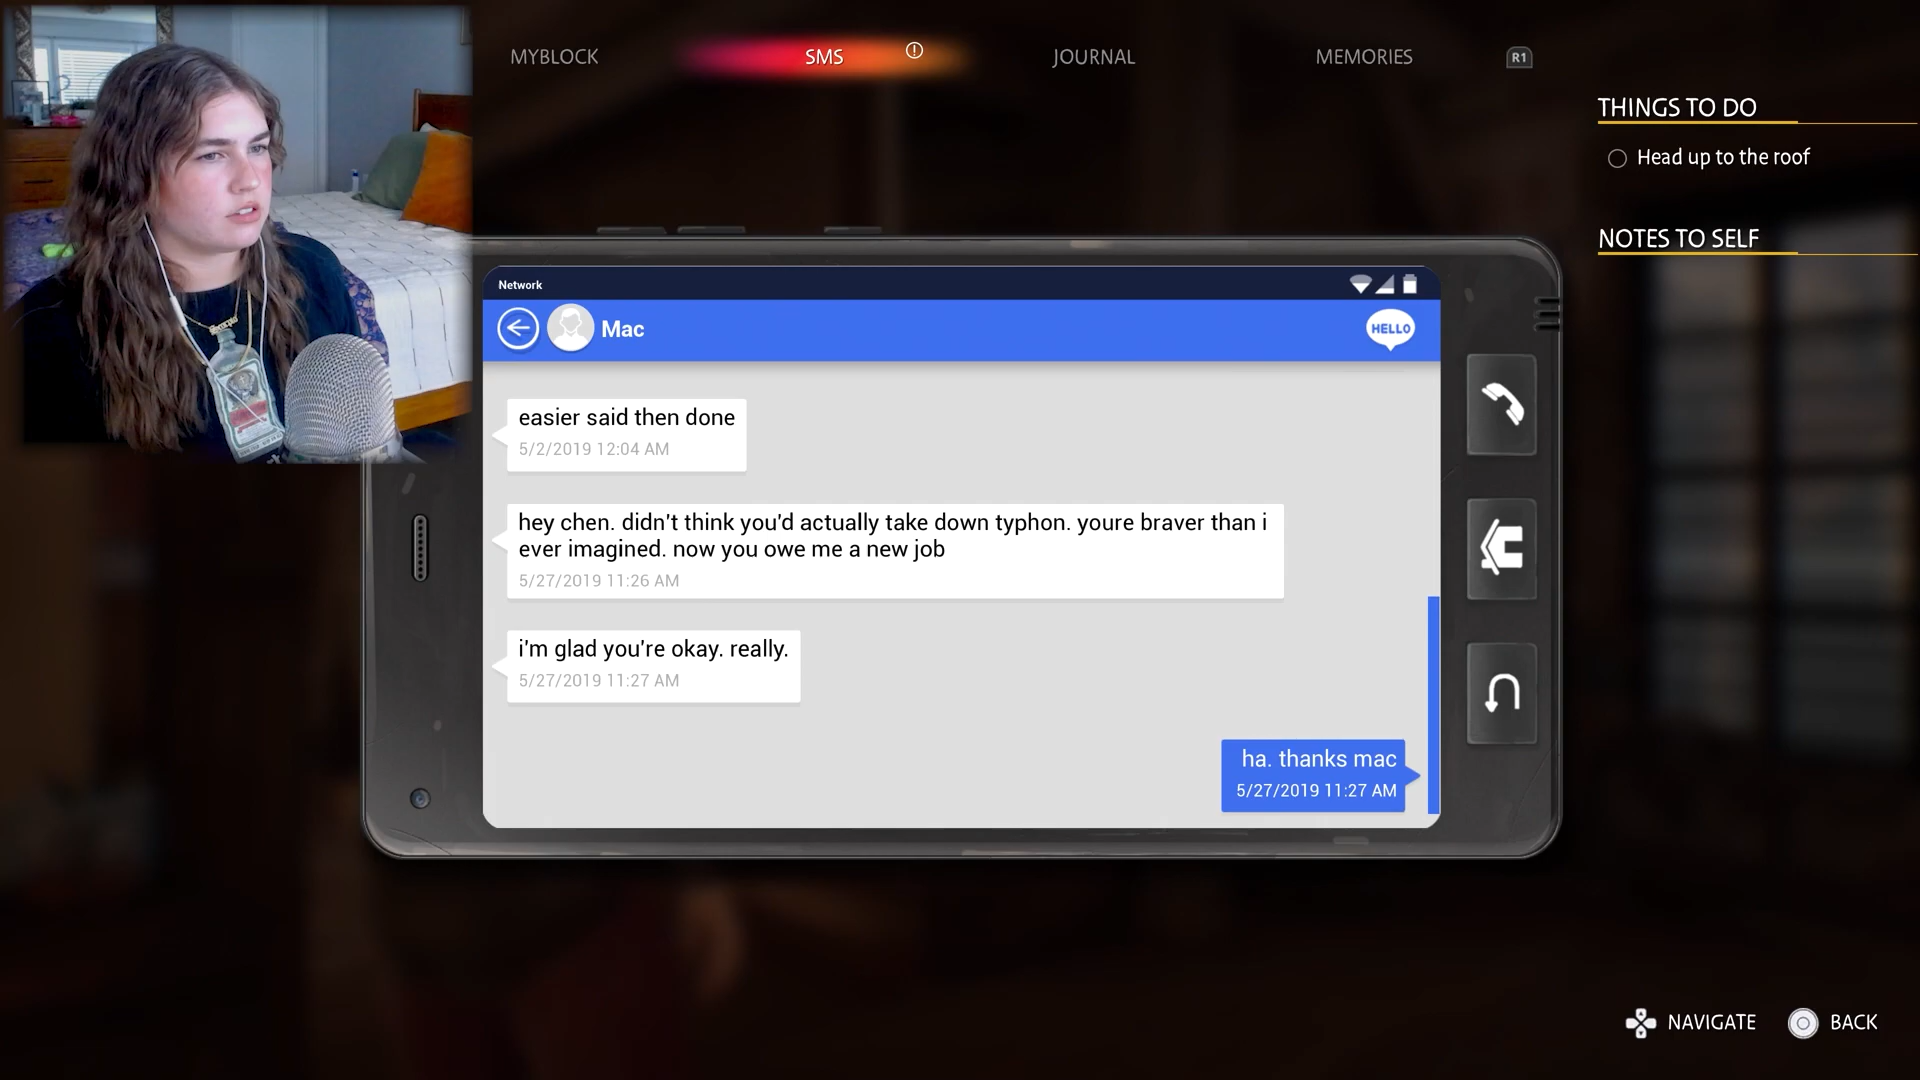 MYBLOCK
SMS
JOURNAL
MEMORIES
R1
THINGS TO DO
Head up to the roof
NOTES TO SELF
Network
Mac
HELLO
easier said then done
5/2/2019 12:04 AM
hey chen. didn't think you'd actually take down typhon. youre braver than i
ever imagined. now you owe me a new job
5/27/2019 11:26 AM
i'm glad you're okay. really.
5/27/2019 11:27 AM
ha. thanks mac
5/27/2019 11:27 AM
NAVIGATE
BACK